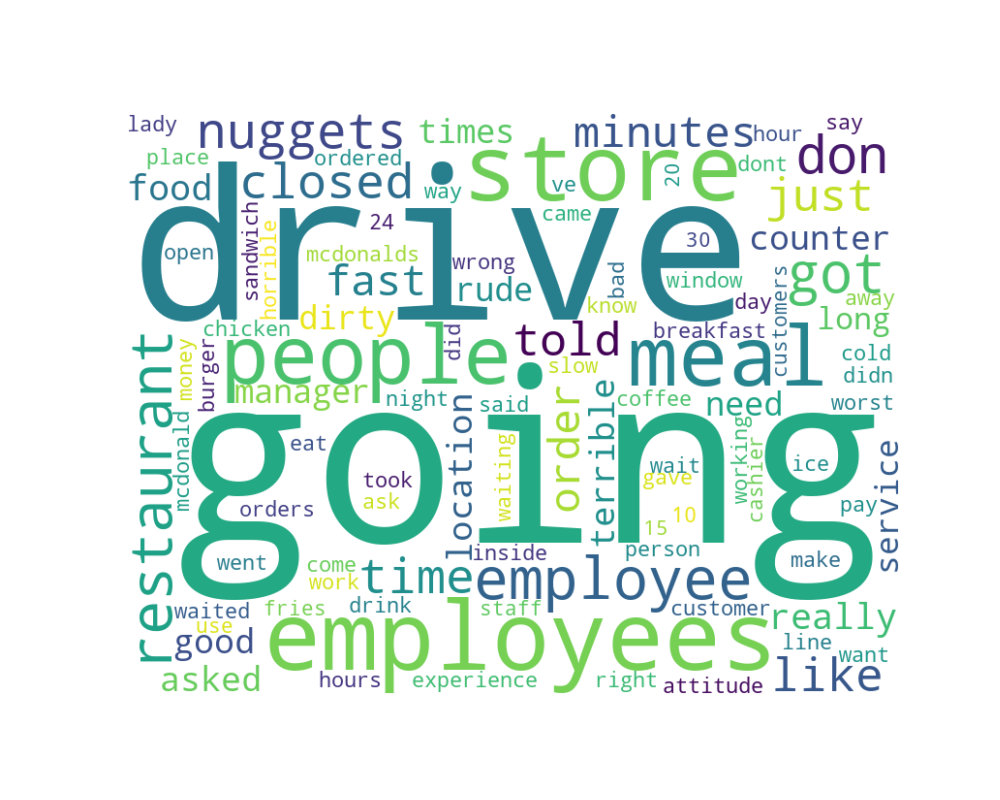 lady
nuggets
times
minutes
hour
say
place
ordered
store
20
dont
don
food
closed
way
ve
just
drive
24
came
30
counter
open
sandwich
horrible
mcdonalds
fast
wrong
rude
bad
window
customers
got
know
day
away
chicken
dirty
did
told
breakfast
long
restaurant
money
burger
people
manager
slow
meal
cold
didn
night
said
coffee
need
worst
mcdonald
going
eat
location
waiting
order
terrible
wait
working
cashier
ice
service
took
ask
gave
orders
15
10
pay
went
inside
person
make
come
work
time
employee
waited
use
fries
drink
staff
customer
really
good
employees
line
want
asked
hours
experience
right
attitude
like